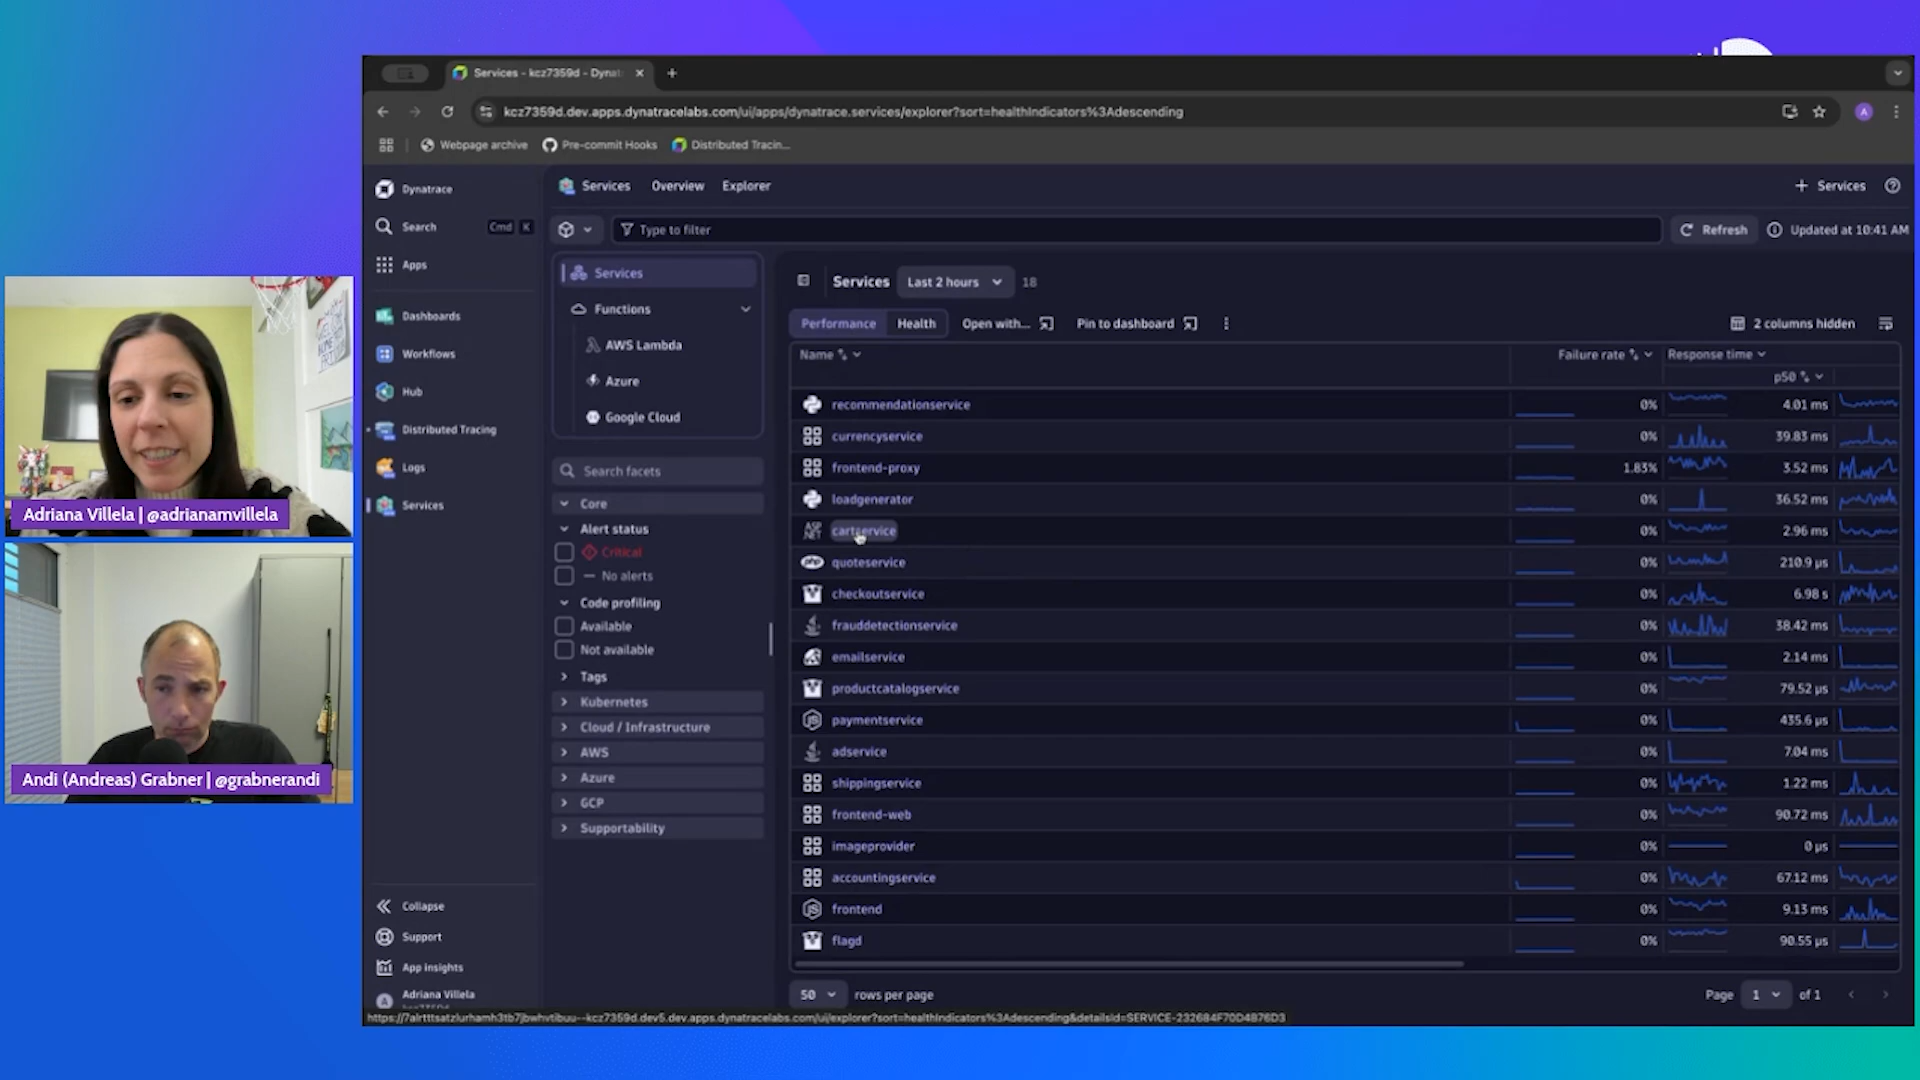 Services - kcz7359d - Dynat
kcz7359d.dev.apps.dynatracelabs.com/ui/apps/dynatrace.services/explorer?sort=healthIndicators%3Adescending
A
Webpage archive
Pre-commit Hooks
Distributed Tracin...
Dynatrace
Search
Cmd K
Apps
Dashboards
Workflows
Hub
Distributed Tracing
Logs
Services
Collapse
Support
App insights
A
Adriana Villela
Services
Overview
Explorer
+ Services
Type to filter
Refresh
Updated at 10:41 AM
Services
Functions
AWS Lambda
Azure
Google Cloud
Search facets
Core
Alert status
Critical
No alerts
Code profiling
Available
Not available
Tags
Kubernetes
Cloud / Infrastructure
AWS
Azure
GCP
Supportability
Services
Last 2 hours
18
Performance
Health
Open with...
Pin to dashboard
2 columns hidden
Name
Failure rate
Response time
p50
recommendationservice 0% 4.01 ms
currencyservice 0% 39.83 ms
frontend-proxy 1.83% 3.52 ms
loadgenerator 0% 36.52 ms
ASP.NET cartservice 0% 2.96 ms
php quoteservice 0% 210.9 µs
checkoutservice 0% 6.98 s
frauddetectionservice 0% 38.42 ms
emailservice 0% 2.14 ms
productcatalogservice 0% 79.52 µs
paymentservice 0% 435.6 µs
adservice 0% 7.04 ms
shippingservice 0% 1.22 ms
frontend-web 0% 90.72 ms
imageprovider 0% 0 µs
accountingservice 0% 67.12 ms
frontend 0% 9.13 ms
flagd 0% 90.55 µs
50
rows per page
Page 1 of 1
Adriana Villela | @adrianamvillela
Andi (Andreas) Grabner | @grabnerandi